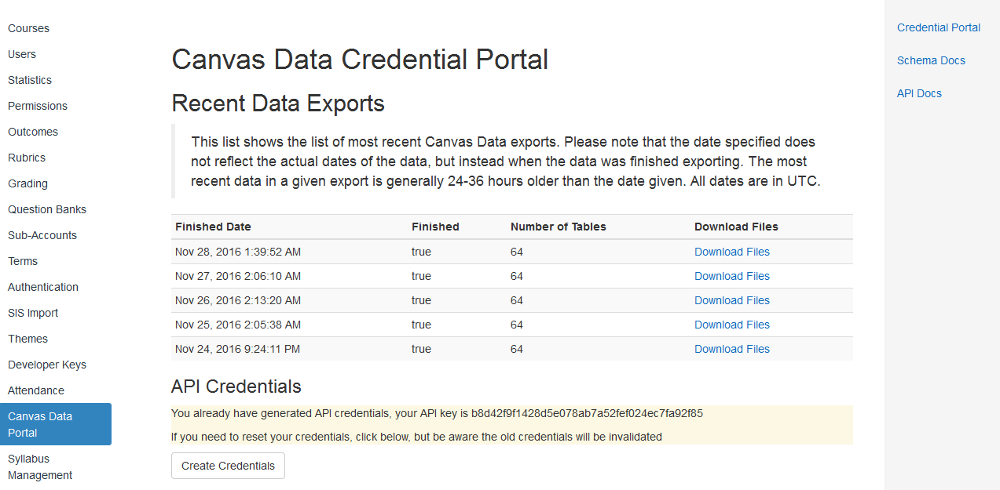 Courses
Users
Statistics
Permissions
Outcomes
Rubrics
Grading
Question Banks
Sub-Accounts
Terms
Authentication
SIS Import
Themes
Developer Keys
Attendance
Canvas Data
Portal
Syllabus
Management
Canvas Data Credential Portal
Recent Data Exports
This list shows the list of most recent Canvas Data exports. Please note that the date specified does
not reflect the actual dates of the data, but instead when the data was finished exporting. The most
recent data in a given export is generally 24-36 hours older than the date given. All dates are in UTC.
Finished Date Finished Number of Tables Download Files
Nov 28, 2016 1:39:52 AM true 64 Download Files
Nov 27, 2016 2:06:10 AM true 64 Download Files
Nov 26, 2016 2:13:20 AM true 64 Download Files
Nov 25, 2016 2:05:38 AM true 64 Download Files
Nov 24, 2016 9:24:11 PM true 64 Download Files
API Credentials
You already have generated API credentials, your API key is b8d42f9f1428d5e078ab7a52fef024ec7fa92f85
If you need to reset your credentials, click below, but be aware the old credentials will be invalidated
Create Credentials
Credential Portal
Schema Docs
API Docs